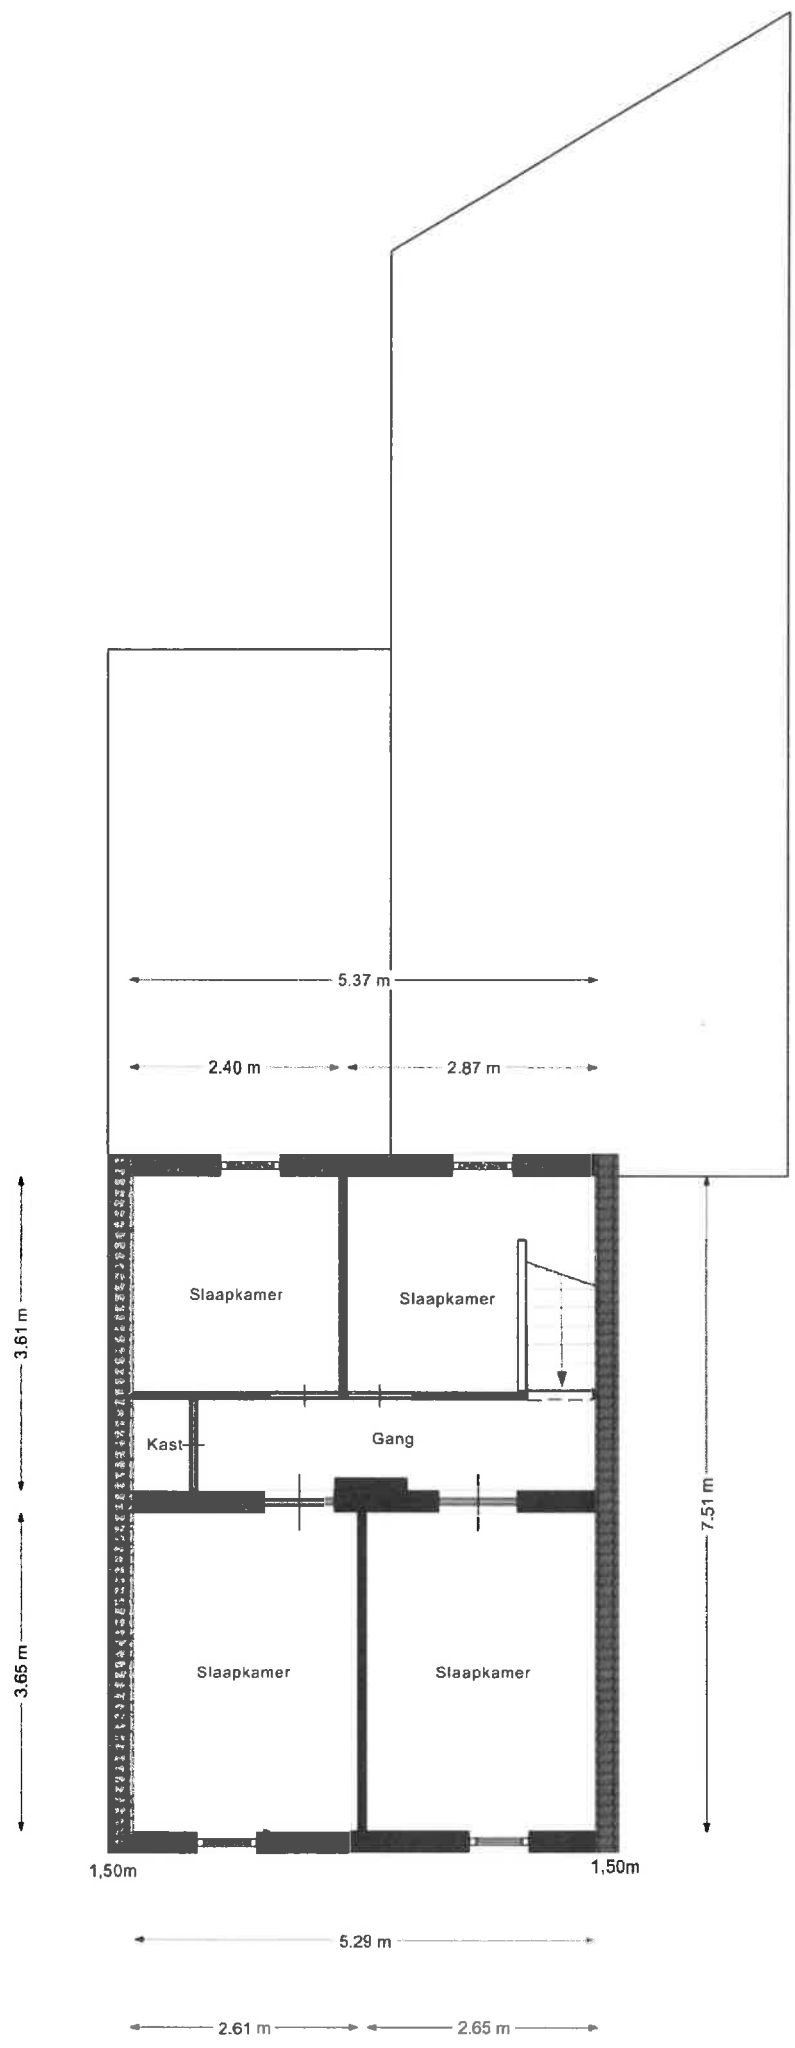 5.37 m
2.40 m
2.87 m
3.61 m
Slaapkamer
Slaapkamer
Kast
Gang
7.51 m
3.65 m
Slaapkamer
Slaapkamer
1,50m
1,50m
5.29 m
2.61 m
2.65 m